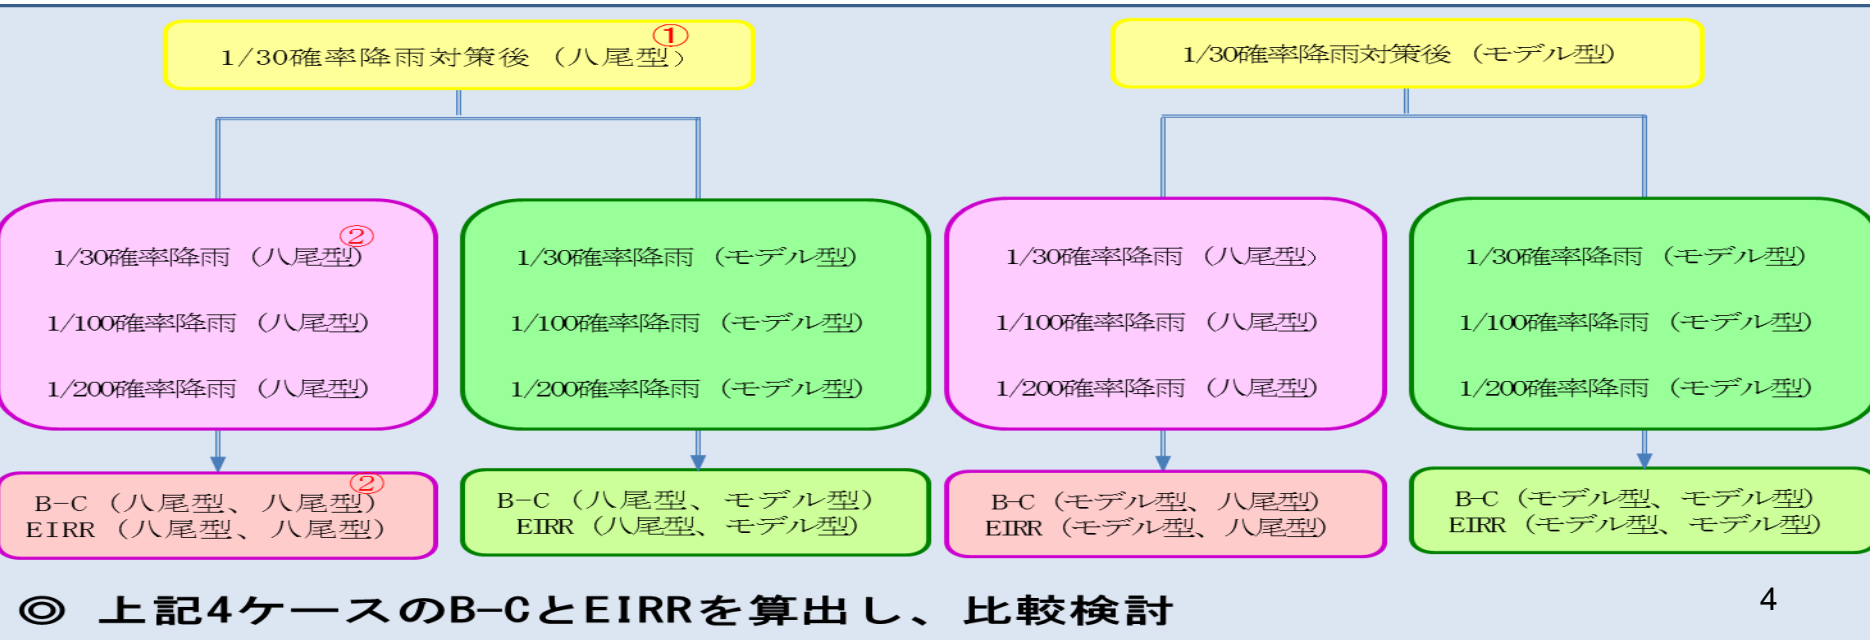 ①
1/30確率降雨対策後（八尾型）
1/30確率降雨対策後（モデル型）
②
1/30確率降雨（八尾型）
1/100確率降雨（八尾型）
1/200確率降雨（八尾型）
1/30確率降雨（モデル型）
1/100確率降雨（モデル型）
1/200確率降雨（モデル型）
1/30確率降雨（八尾型）
1/100確率降雨（八尾型）
1/200確率降雨（八尾型）
1/30確率降雨（モデル型）
1/100確率降雨（モデル型）
1/200確率降雨（モデル型）
②
B-C（八尾型、八尾型）
EIRR（八尾型、八尾型）
B-C（八尾型、モデル型）
EIRR（八尾型、モデル型）
B-C（モデル型、八尾型）
EIRR（モデル型、八尾型）
B-C（モデル型、モデル型）
EIRR（モデル型、モデル型）
◎ 上記4ケースのB-CとEIRRを算出し、比較検討
4